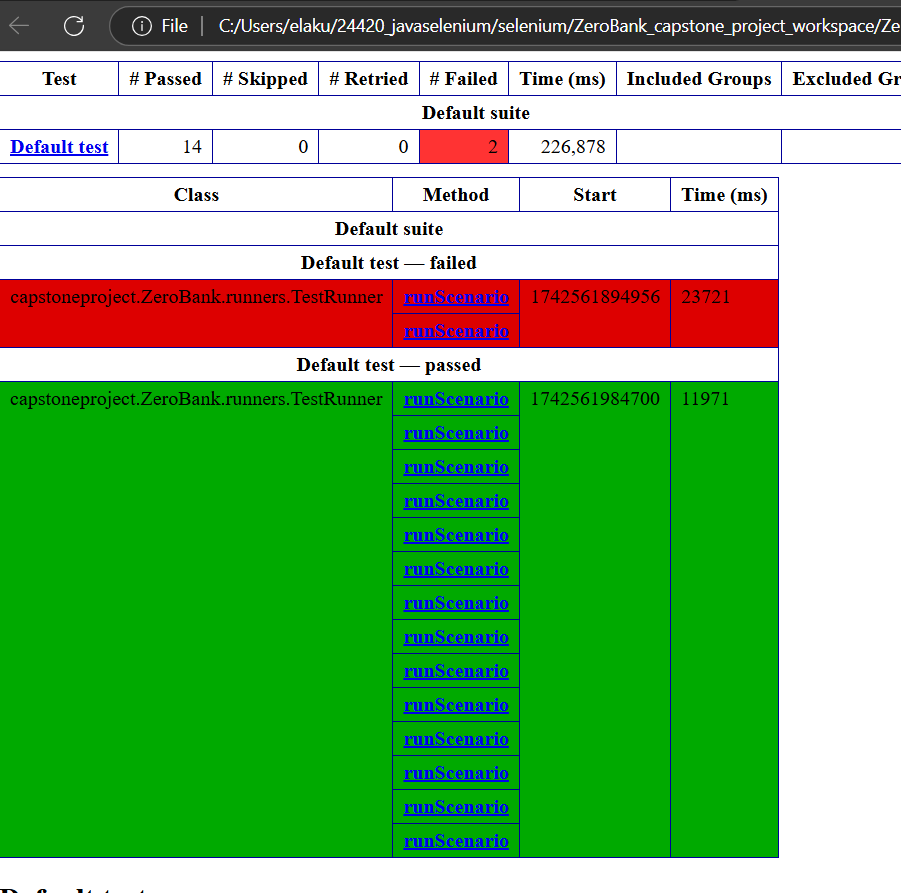 File | C:/Users/elaku/24420_javaselenium/selenium/ZeroBank_capstone_project_workspace/Ze
Test # Passed # Skipped # Retried # Failed Time (ms) Included Groups Excluded Gr
Default suite
Default test 14 0 0 2 226,878
Class Method Start Time (ms)
Default suite
Default test — failed
capstoneproject.ZeroBank.runners.TestRunner runScenario 1742561894956 23721
runScenario
Default test — passed
capstoneproject.ZeroBank.runners.TestRunner runScenario 1742561984700 11971
runScenario
runScenario
runScenario
runScenario
runScenario
runScenario
runScenario
runScenario
runScenario
runScenario
runScenario
runScenario
runScenario